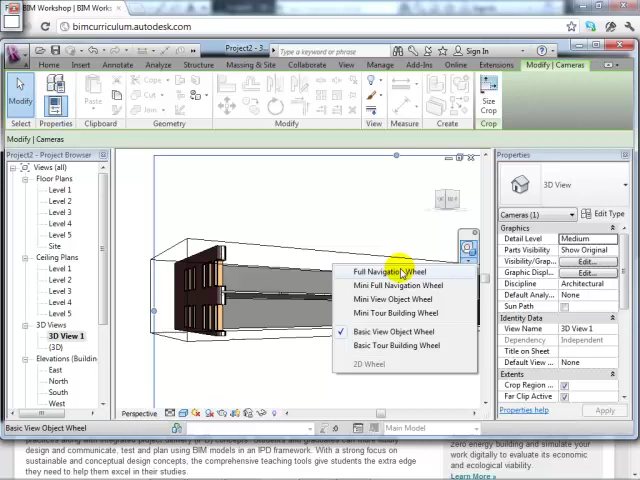 BIM Workshop | BIM Works
bimcurriculum.autodesk.com
Project2 - 3...
Type a keyword or phrase
Sign In
Home
Insert
Annotate
Analyze
Structure
Massing & Site
Collaborate
View
Manage
Add-Ins
Online
Extensions
Modify | Cameras
Modify
Properties
Paste
Cope
Cut
Join
Size
Crop
Select
Properties
Clipboard
Geometry
Modify
View
Measure
Create
Crop
Modify | Cameras
Project2 - Project Browser
Views (all)
Floor Plans
Level 1
Level 2
Level 3
Level 4
Level 5
Site
Ceiling Plans
Level 1
Level 2
Level 3
Level 4
Level 5
3D Views
3D View 1
{3D}
Elevations (Building
East
North
South
West
Full Navigation Wheel
Mini Full Navigation Wheel
Mini View Object Wheel
Mini Tour Building Wheel
Basic View Object Wheel
Basic Tour Building Wheel
2D Wheel
Perspective
Properties
3D View
Cameras (1)
Edit Type
Graphics
Detail Level
Medium
Parts Visibility
Show Original
Visibility/Grap...
Edit...
Graphic Displ...
Edit...
Discipline
Architectural
Default Analy...
None
Sun Path
Identity Data
View Name
3D View 1
Dependency
Independent
Title on Sheet
Extents
Crop Region ...
Far Clip Active
Properties help
Apply
Basic View Object Wheel
:0
Main Model
practices along with integrated project delivery (IPD) concepts. Students and graduates can more fully
design and communicate, test and plan using BIM models in an IPD framework. With a strong focus on
sustainable and conceptual design concepts, the comprehensive teaching tools give students the extra edge
they need to help them excel in their studies.
Zero energy building and simulate your
work digitally to evaluate its economic
and ecological viability.
Learn More